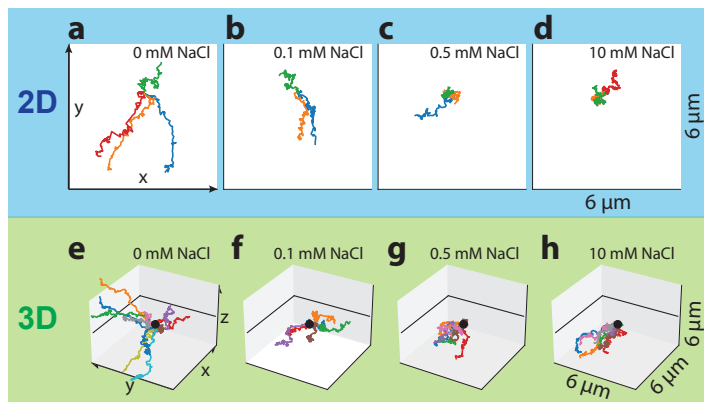 a b c d
0 mM NaCl 0.1 mM NaCl 0.5 mM NaCl 10 mM NaCl
2D
y
x
6 µm
6 µm
e f g h
0 mM NaCl 0.1 mM NaCl 0.5 mM NaCl 10 mM NaCl
3D
z
x
y
6 µm
6 µm
6 µm